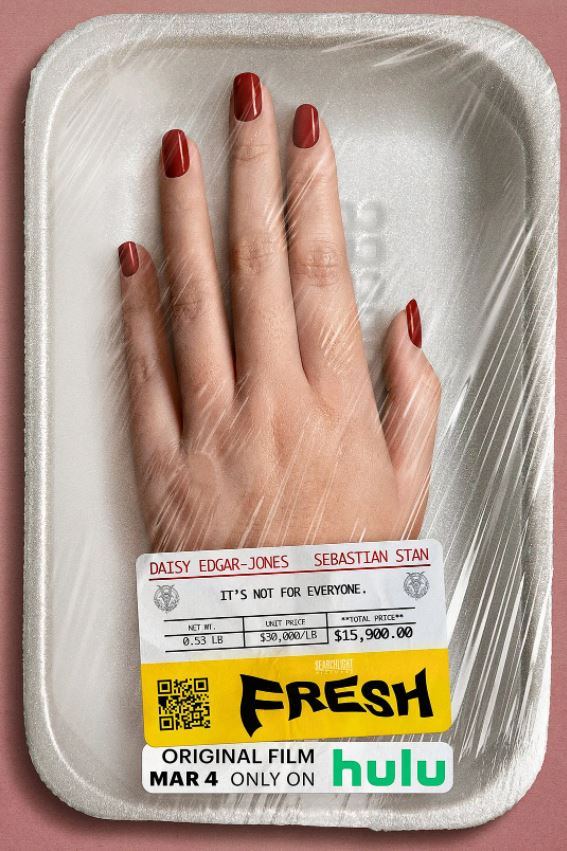 DAISY EDGAR-JONES SEBASTIAN STAN
IT'S NOT FOR EVERYONE.
NET WT. UNIT PRICE **TOTAL PRICE**
0.53 LB $30,000/LB $15,900.00
SEARCHLIGHT
FRESH
ORIGINAL FILM
MAR 4 ONLY ON hulu